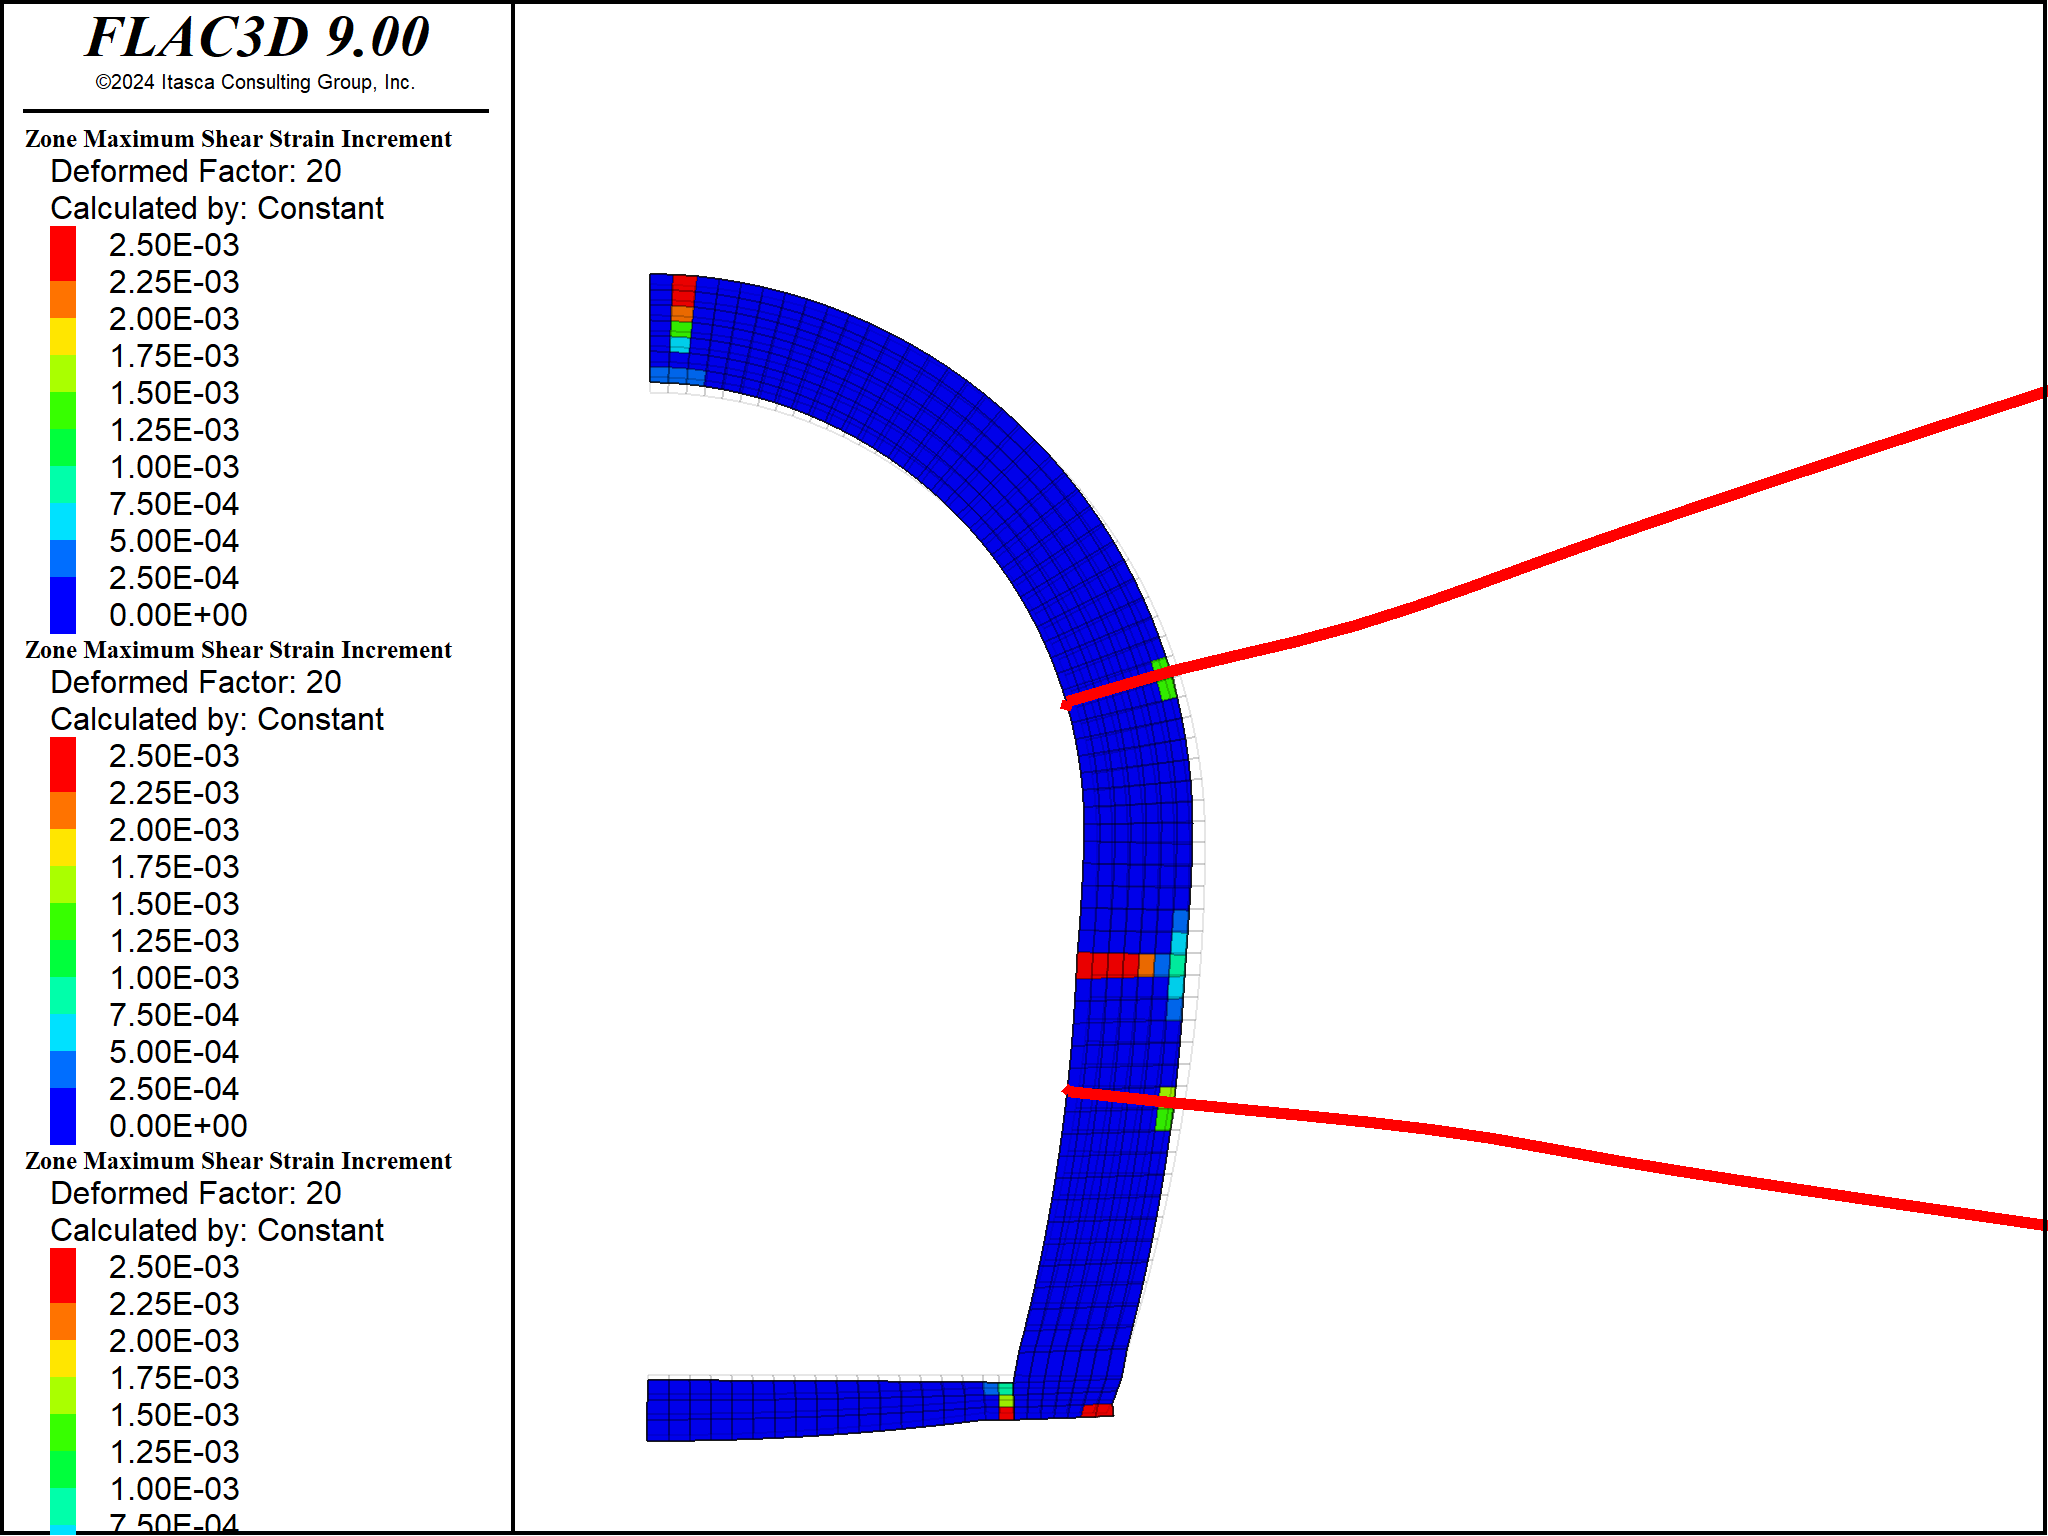 FLAC3D 9.00
©2024 Itasca Consulting Group, Inc.
Zone Maximum Shear Strain Increment
Deformed Factor: 20
Calculated by: Constant
2.50E-03
2.25E-03
2.00E-03
1.75E-03
1.50E-03
1.25E-03
1.00E-03
7.50E-04
5.00E-04
2.50E-04
0.00E+00
Zone Maximum Shear Strain Increment
Deformed Factor: 20
Calculated by: Constant
2.50E-03
2.25E-03
2.00E-03
1.75E-03
1.50E-03
1.25E-03
1.00E-03
7.50E-04
5.00E-04
2.50E-04
0.00E+00
Zone Maximum Shear Strain Increment
Deformed Factor: 20
Calculated by: Constant
2.50E-03
2.25E-03
2.00E-03
1.75E-03
1.50E-03
1.25E-03
1.00E-03
7.50E-04